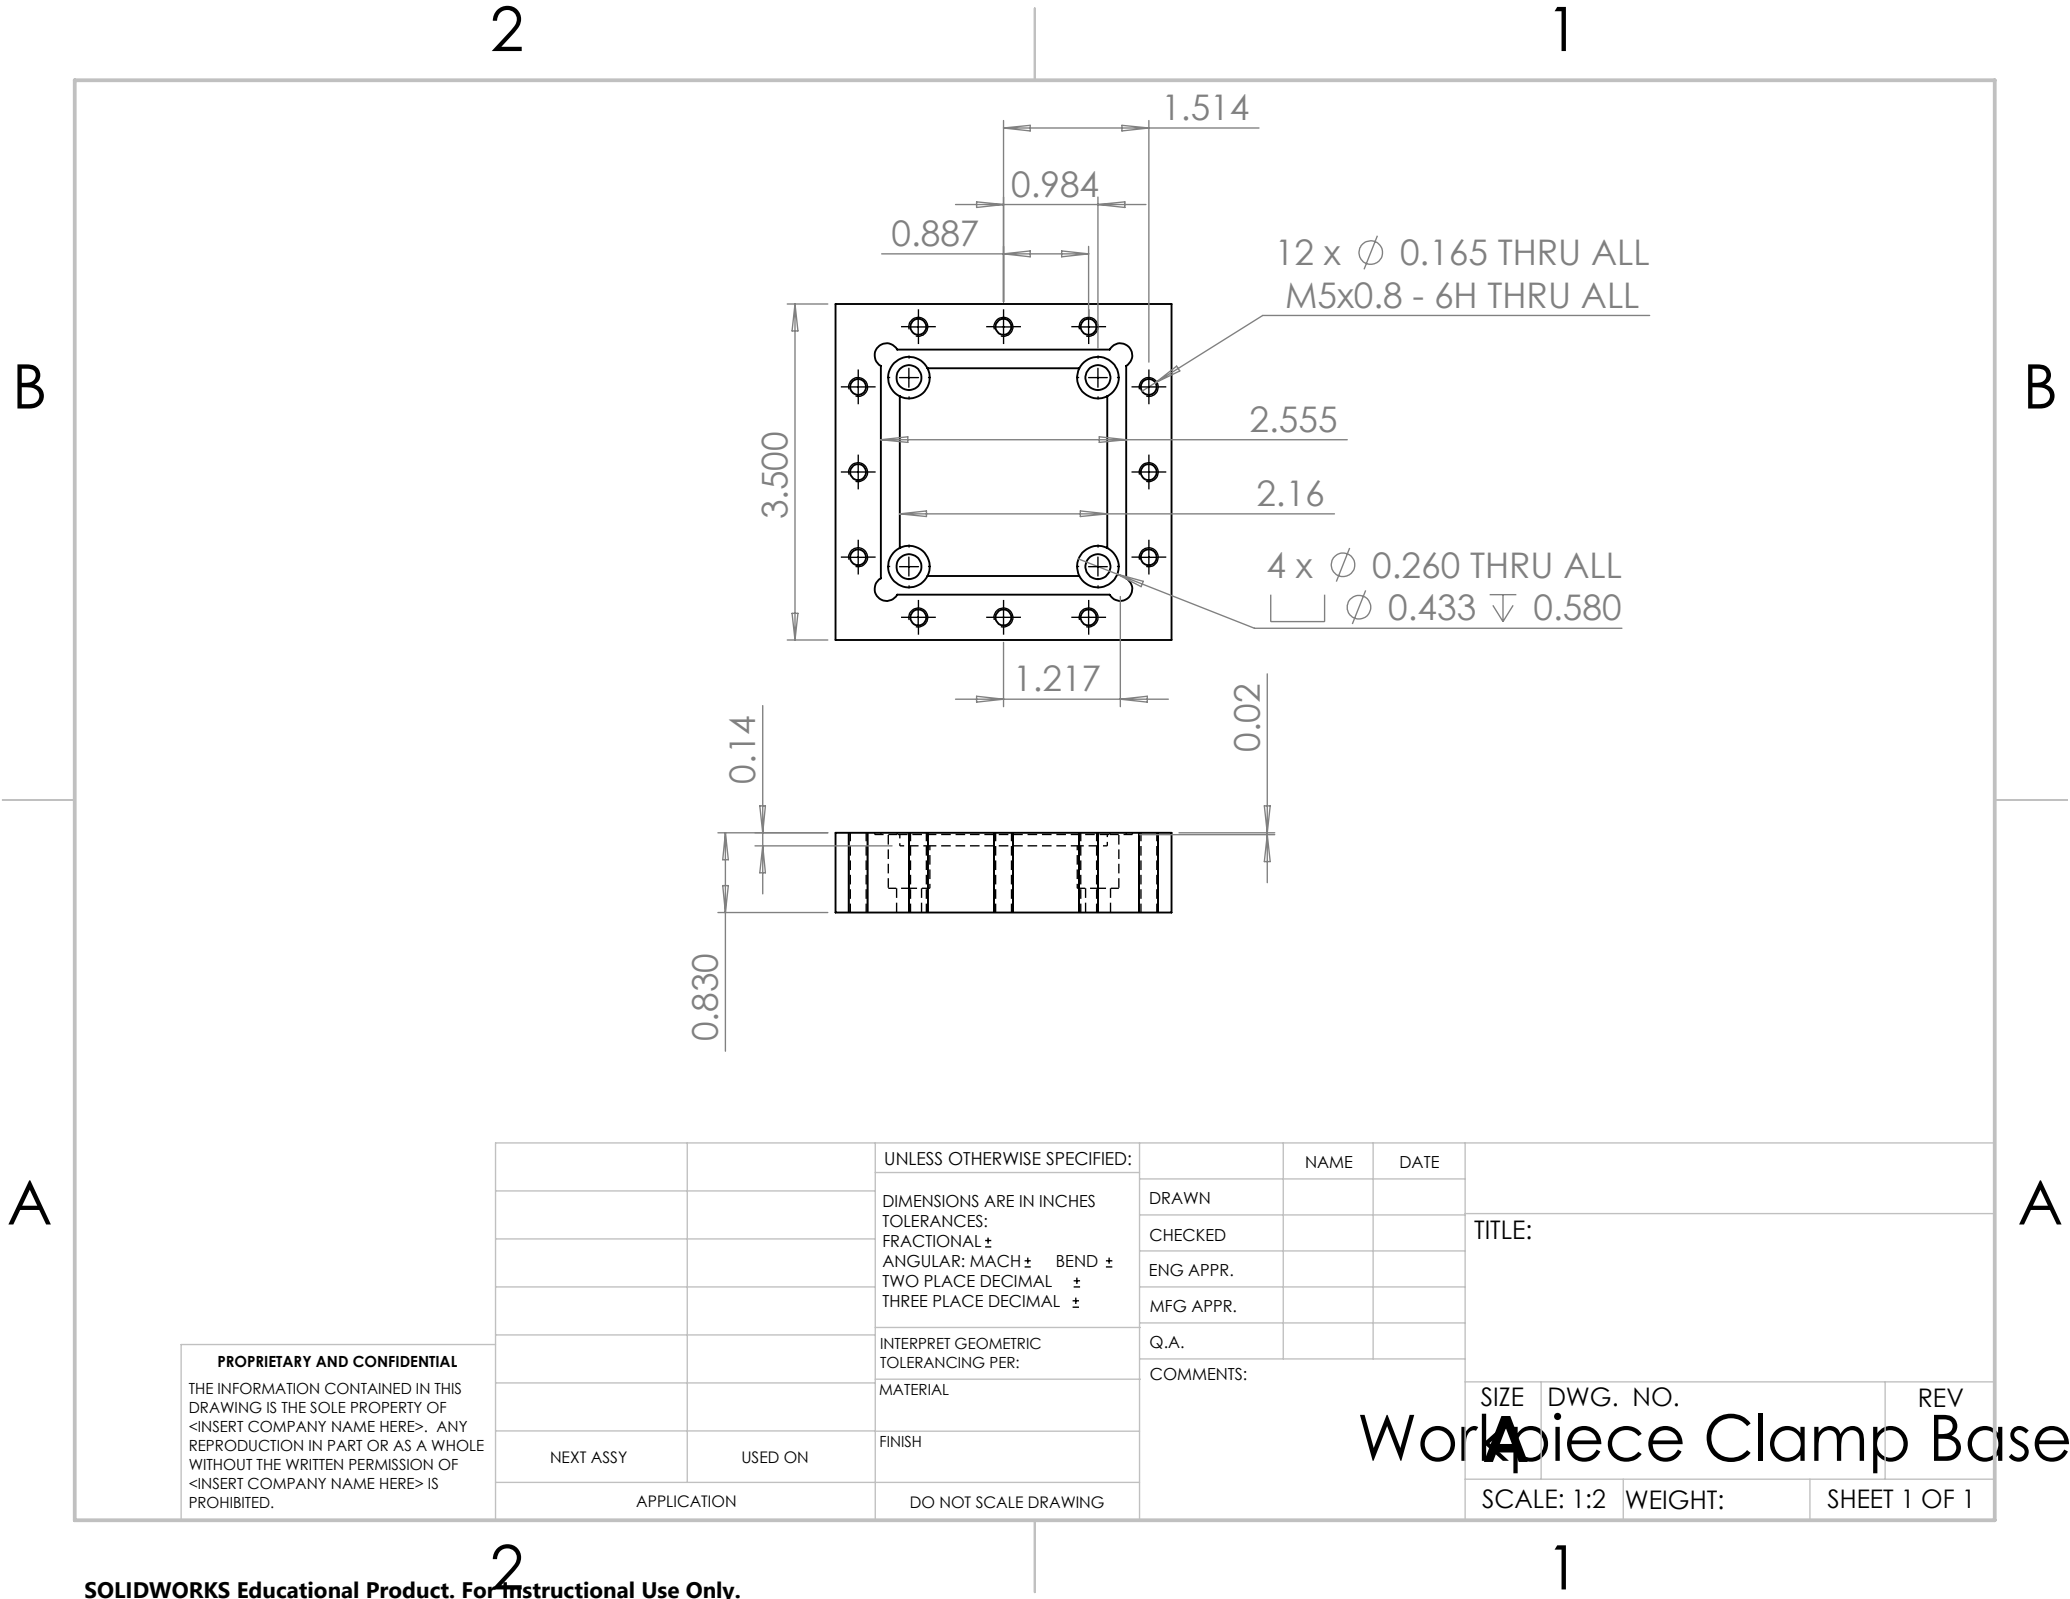 2 1
1.514
0.984
0.887
12 x ∅ 0.165 THRU ALL
M5x0.8 - 6H THRU ALL
B B
2.555
3.500
2.16
4 x ∅ 0.260 THRU ALL
⌴ ∅ 0.433 ↧ 0.580
1.217
0.02
0.14
0.830
A A
UNLESS OTHERWISE SPECIFIED:
DIMENSIONS ARE IN INCHES
TOLERANCES:
FRACTIONAL ±
ANGULAR: MACH ± BEND ±
TWO PLACE DECIMAL ±
THREE PLACE DECIMAL ±
INTERPRET GEOMETRIC
TOLERANCING PER:
MATERIAL
FINISH
DO NOT SCALE DRAWING
NAME DATE
DRAWN
CHECKED
ENG APPR.
MFG APPR.
Q.A.
COMMENTS:
TITLE:
SIZE DWG. NO. REV
A
Workpiece Clamp Base
SCALE: 1:2 WEIGHT: SHEET 1 OF 1
PROPRIETARY AND CONFIDENTIAL
THE INFORMATION CONTAINED IN THIS
DRAWING IS THE SOLE PROPERTY OF
<INSERT COMPANY NAME HERE>. ANY
REPRODUCTION IN PART OR AS A WHOLE
WITHOUT THE WRITTEN PERMISSION OF
<INSERT COMPANY NAME HERE> IS
PROHIBITED.
NEXT ASSY USED ON
APPLICATION
2 1
SOLIDWORKS Educational Product. For Instructional Use Only.